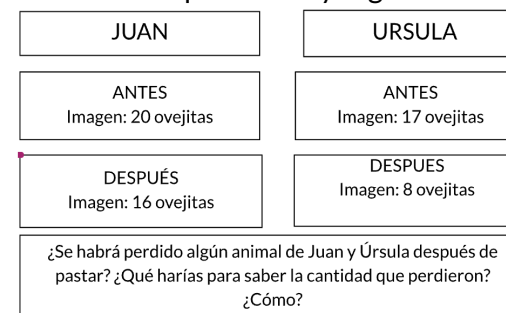 JUAN
URSULA
ANTES
Imagen: 20 ovejitas
ANTES
Imagen: 17 ovejitas
DESPUÉS
Imagen: 16 ovejitas
DESPUES
Imagen: 8 ovejitas
¿Se habrá perdido algún animal de Juan y Úrsula después de
pastar? ¿Qué harías para saber la cantidad que perdieron?
¿Cómo?